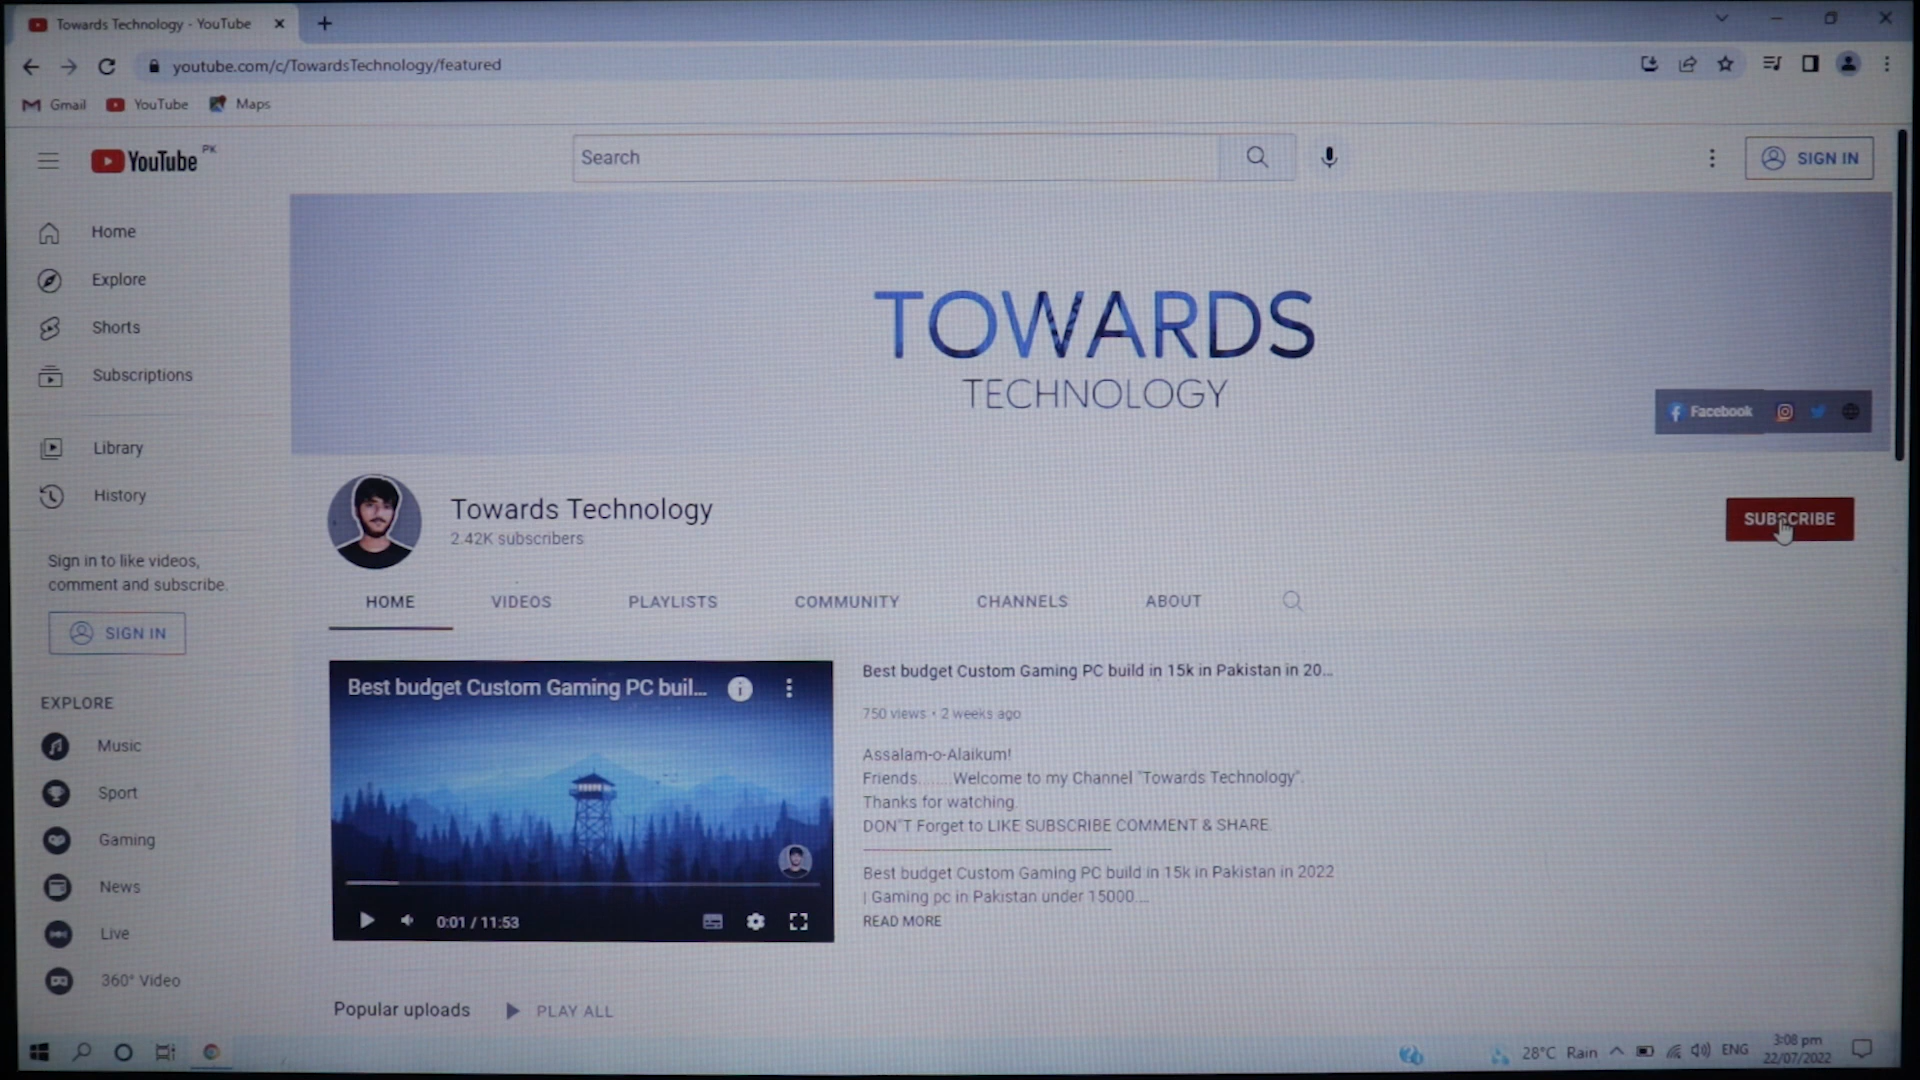 Towards Technology - YouTube
youtube.com/c/TowardsTechnology/featured
Gmail
YouTube
Maps
YouTube PK
Search
SIGN IN
Home
Explore
Shorts
Subscriptions
Library
History
Sign in to like videos,
comment and subscribe.
SIGN IN
EXPLORE
Music
Sport
Gaming
News
Live
360° Video
TOWARDS
TECHNOLOGY
Facebook
Towards Technology
2.42K subscribers
SUBSCRIBE
HOME
VIDEOS
PLAYLISTS
COMMUNITY
CHANNELS
ABOUT
Best budget Custom Gaming PC buil...
0:01 / 11:53
Best budget Custom Gaming PC build in 15k in Pakistan in 20...
750 views • 2 weeks ago
Assalam-o-Alaikum!
Friends........Welcome to my Channel "Towards Technology".
Thanks for watching.
DON"T Forget to LIKE SUBSCRIBE COMMENT & SHARE.
Best budget Custom Gaming PC build in 15k in Pakistan in 2022
| Gaming pc in Pakistan under 15000....
READ MORE
Popular uploads
PLAY ALL
28°C Rain
ENG
3:08 pm
22/07/2022